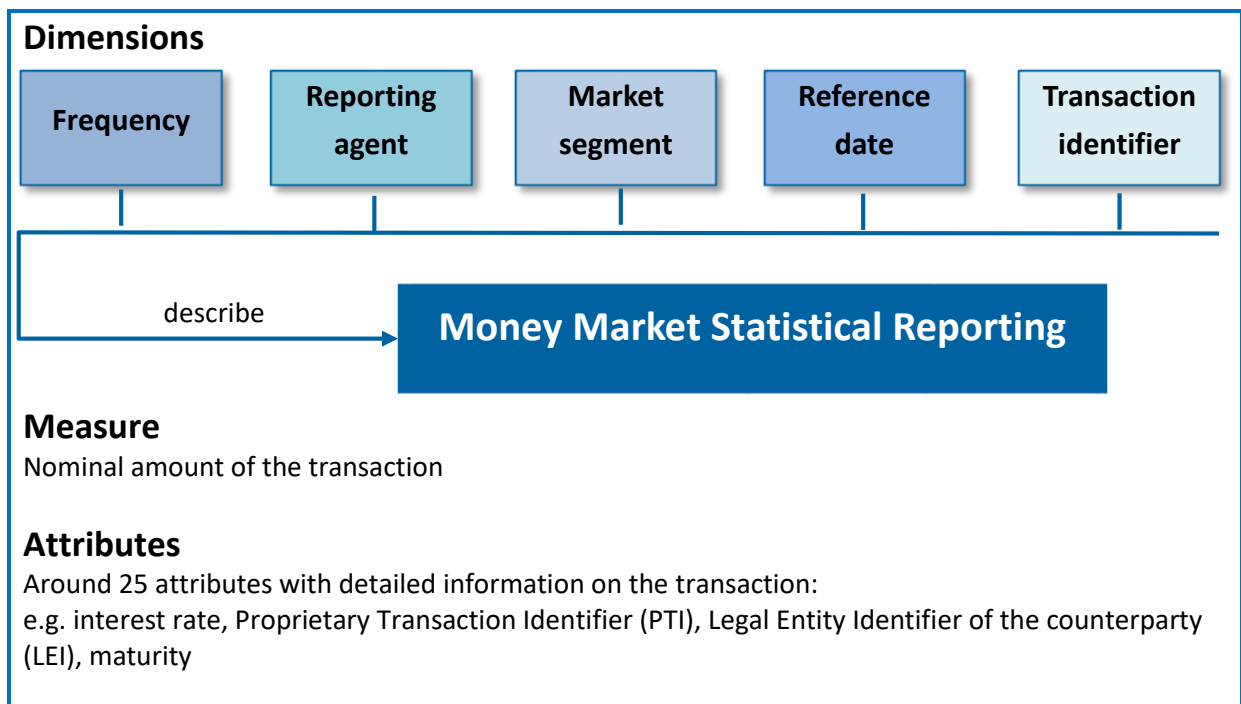 Dimensions
Frequency
Reporting
agent
Market
segment
Reference
date
Transaction
identifier
describe
Money Market Statistical Reporting
Measure
Nominal amount of the transaction
Attributes
Around 25 attributes with detailed information on the transaction:
e.g. interest rate, Proprietary Transaction Identifier (PTI), Legal Entity Identifier of the counterparty
(LEI), maturity